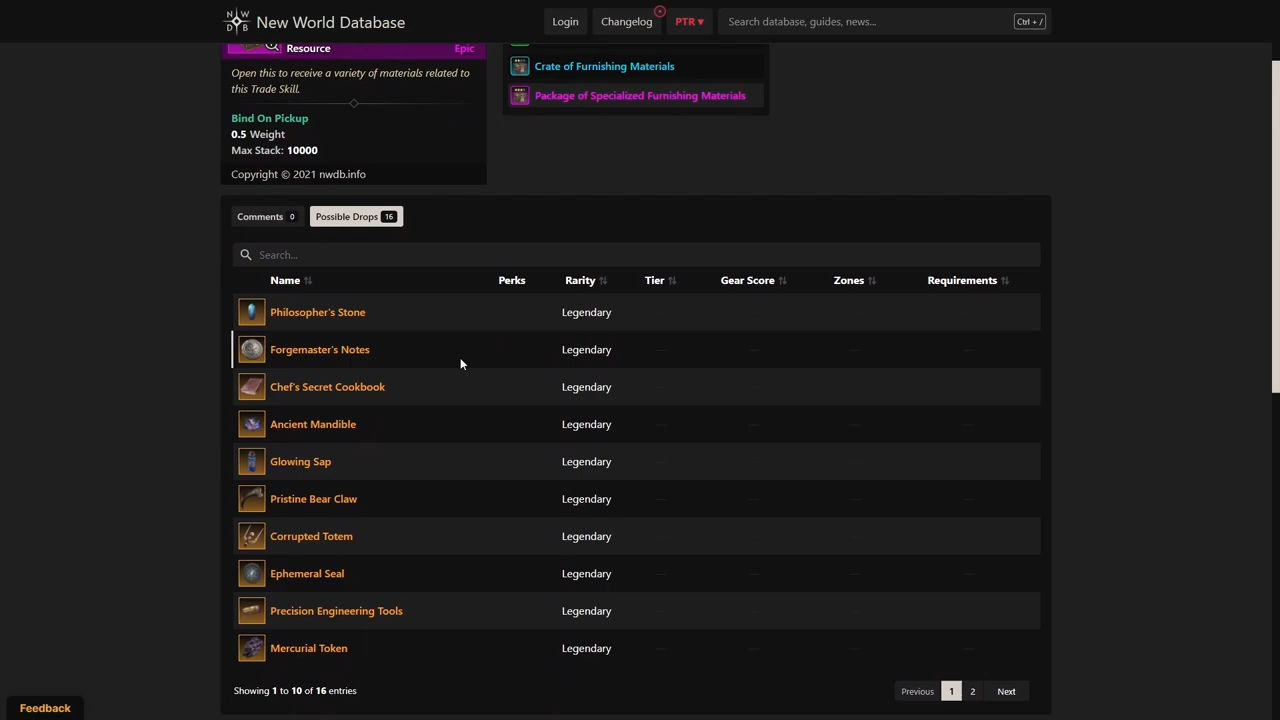 New World Database
Login
Changelog
PTR ▾
Search database, guides, news...
Ctrl + /
Resource
Epic
Open this to receive a variety of materials related to
this Trade Skill.
Bind On Pickup
0.5 Weight
Max Stack: 10000
Copyright © 2021 nwdb.info
Crate of Furnishing Materials
Package of Specialized Furnishing Materials
Comments 0
Possible Drops 16
Search...
Name Perks Rarity Tier Gear Score Zones Requirements
Philosopher's Stone Legendary
Forgemaster's Notes Legendary
Chef's Secret Cookbook Legendary
Ancient Mandible Legendary
Glowing Sap Legendary
Pristine Bear Claw Legendary
Corrupted Totem Legendary
Ephemeral Seal Legendary
Precision Engineering Tools Legendary
Mercurial Token Legendary
Showing 1 to 10 of 16 entries
Previous 1 2 Next
Feedback